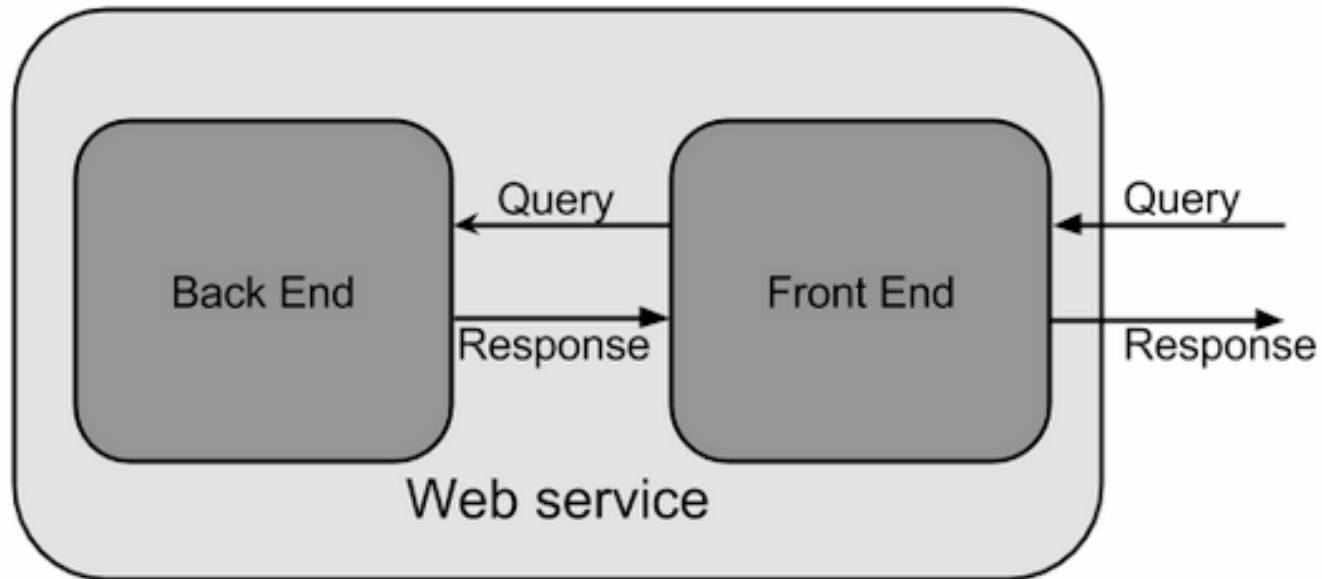 Query
Query
Back End
Front End
Response
Response
Web service